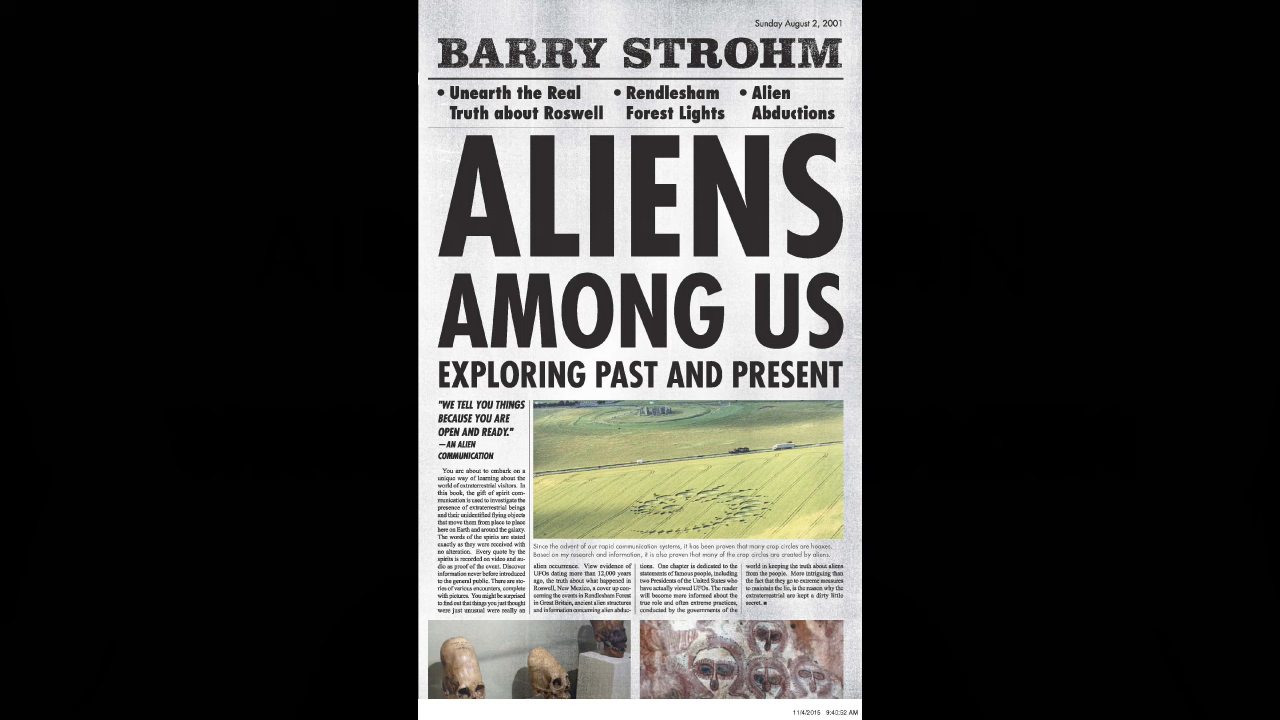 Sunday August 2, 2001
BARRY STROHM
• Unearth the Real
Truth about Roswell
• Rendlesham
Forest Lights
• Alien
Abductions
ALIENS
AMONG US
EXPLORING PAST AND PRESENT
"WE TELL YOU THINGS
BECAUSE YOU ARE
OPEN AND READY."
—AN ALIEN
COMMUNICATION
You are about to embark on a
unique way of learning about the
world of extraterrestrial visitors. In
this book, the gift of spirit com-
munication is used to investigate the
presence of extraterrestrial beings
and their unidentified flying objects
that move them from place to place
here on Earth and around the galaxy.
The words of the spirits are stated
exactly as they were received with
no alteration. Every quote by the
spirits is recorded on video and au-
dio as proof of the event. Discover
information never before introduced
to the general public. There are sto-
ries of various encounters, complete
with pictures. You might be surprised
to find out that things you just thought
were just unusual were really an
Since the advent of our rapid communication systems, it has been proven that many crop circles are hoaxes.
Based on my research and information, it is also proven that many of the crop circles are created by aliens.
alien occurrence. View evidence of
UFOs dating more than 12,000 years
ago, the truth about what happened in
Roswell, New Mexico, a cover up con-
cerning the events in Rendlesham Forest
in Great Britain, ancient alien structures
and information concerning alien abduc-
tions. One chapter is dedicated to the
statements of famous people, including
two Presidents of the United States who
have actually viewed UFOs. The reader
will become more informed about the
true role and often extreme practices,
conducted by the governments of the
world in keeping the truth about aliens
from the people. More intriguing than
the fact that they go to extreme measures
to maintain the lie, is the reason why the
extraterrestrial are kept a dirty little
secret. ■
11/4/2015 9:40:52 AM